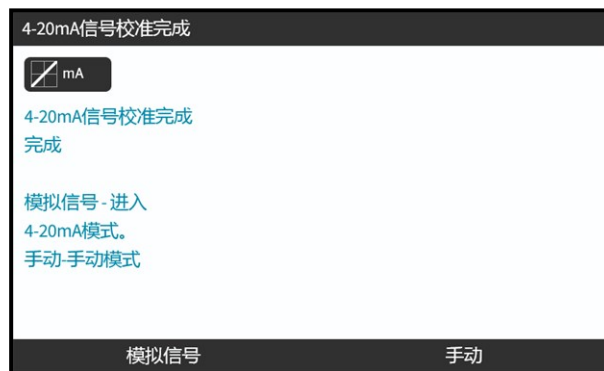 4-20mA信号校准完成
mA
4-20mA信号校准完成
完成
模拟信号 - 进入
4-20mA模式。
手动-手动模式
模拟信号 手动